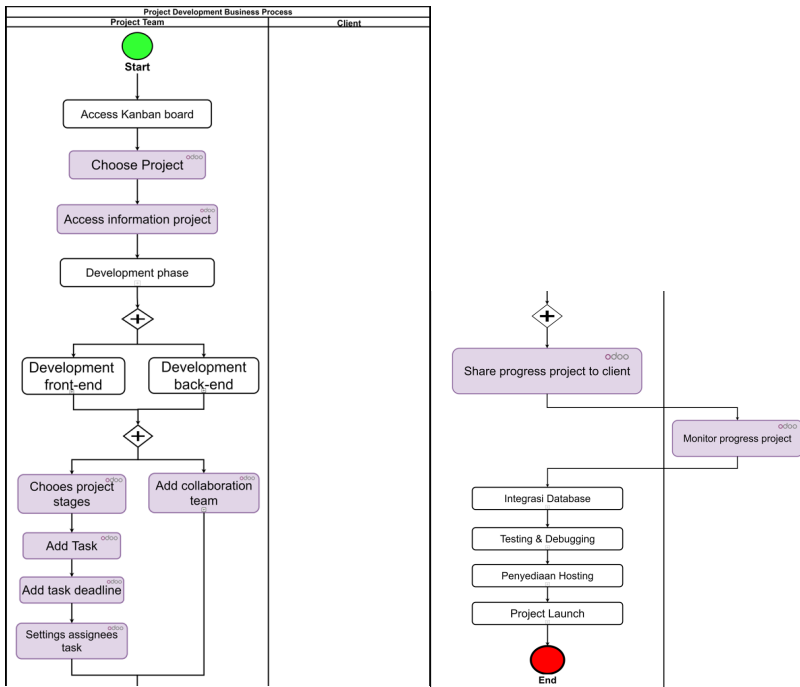 Project Development Business Process
Project Team
Client
Start
Access Kanban board
odoo
Choose Project
odoo
Access information project
Development phase
Development
front-end
Development
back-end
odoo
Chooes project
stages
odoo
Add collaboration
team
odoo
Add Task
odoo
Add task deadline
odoo
Settings assignees
task
odoo
Share progress project to client
odoo
Monitor progress project
Integrasi Database
Testing & Debugging
Penyediaan Hosting
Project Launch
End